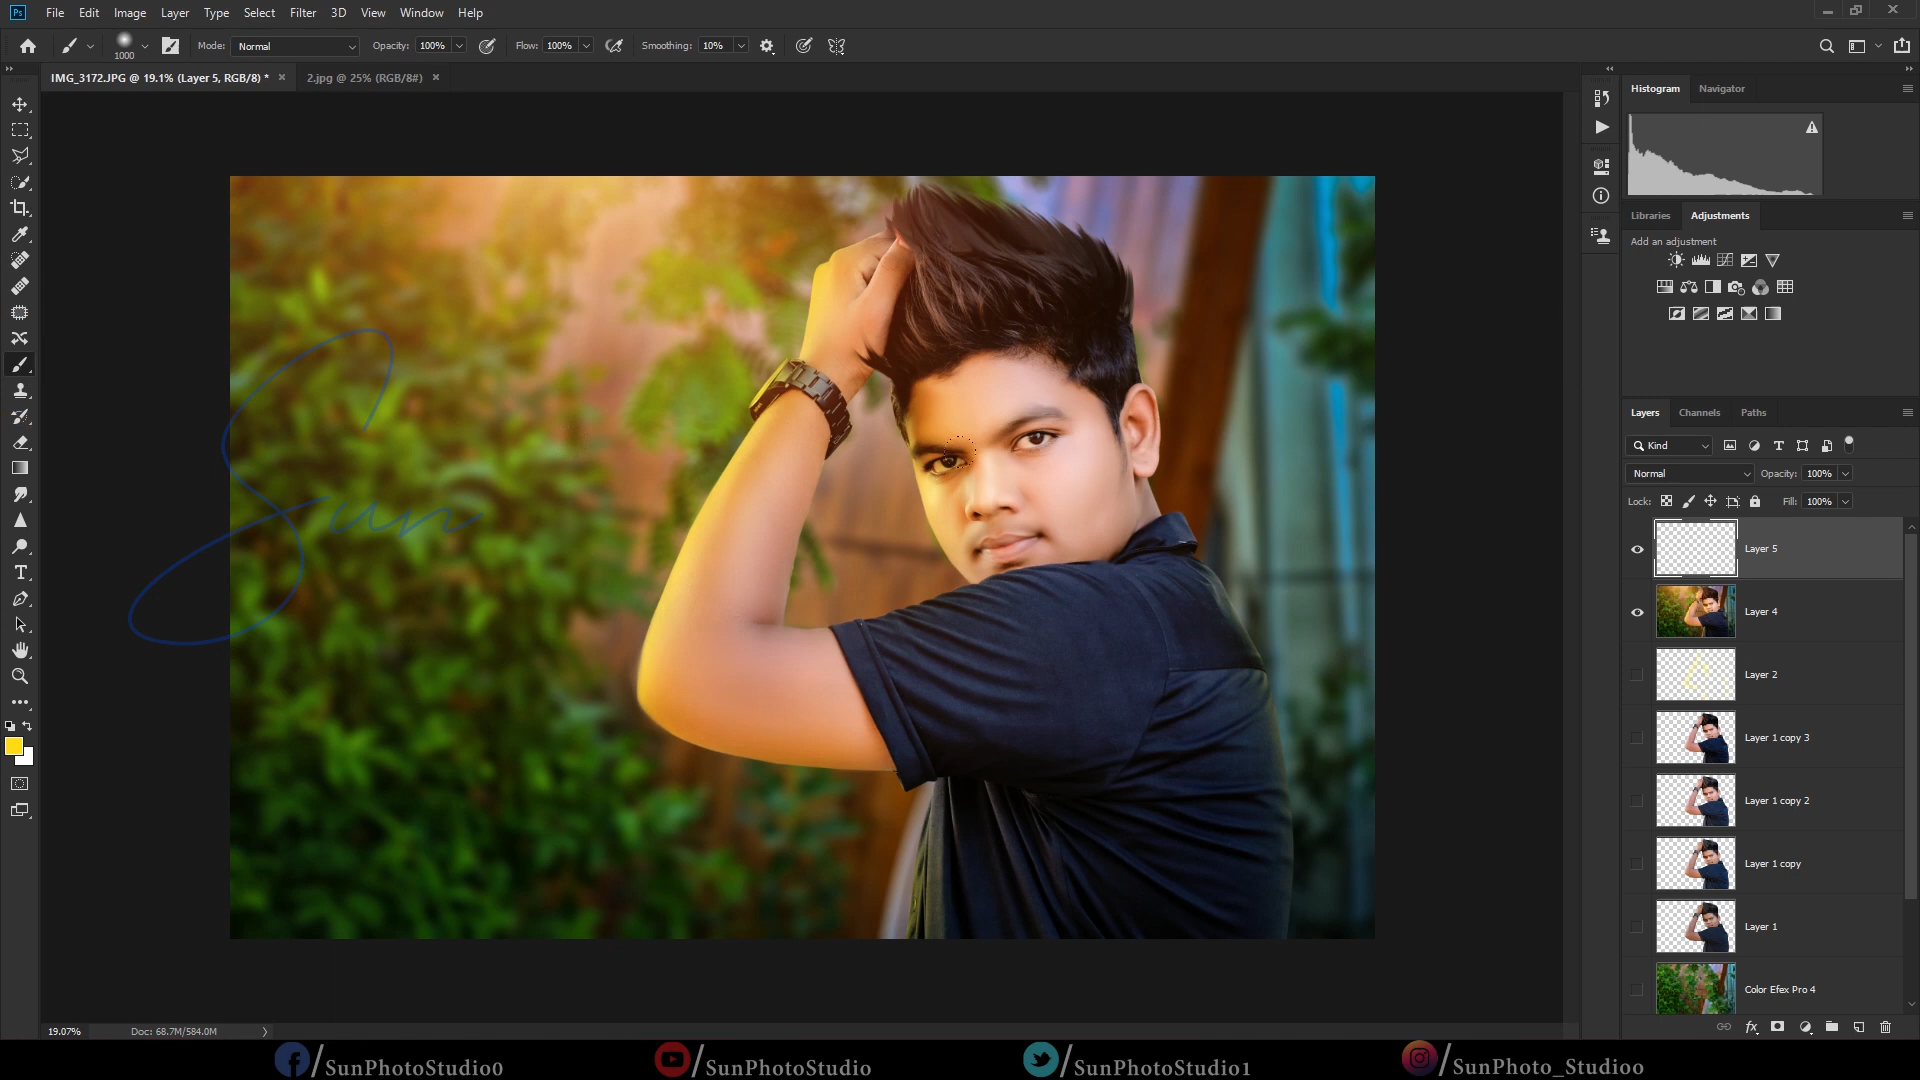 Ps File Edit Image Layer Type Select Filter 3D View Window Help
1000 Mode: Normal Opacity: 100% Flow: 100% Smoothing: 10%
IMG_3172.JPG @ 19.1% (Layer 5, RGB/8) * × 2.jpg @ 25% (RGB/8#) ×
Histogram Navigator
Libraries Adjustments
Add an adjustment
Sun
Layers Channels Paths
Kind
Normal Opacity: 100%
Lock: Fill: 100%
Layer 5
Layer 4
Layer 2
Layer 1 copy 3
Layer 1 copy 2
Layer 1 copy
Layer 1
Color Efex Pro 4
19.07% Doc: 68.7M/584.0M
/SunPhotoStudio0 /SunPhotoStudio /SunPhotoStudio1 /SunPhoto_Studioo